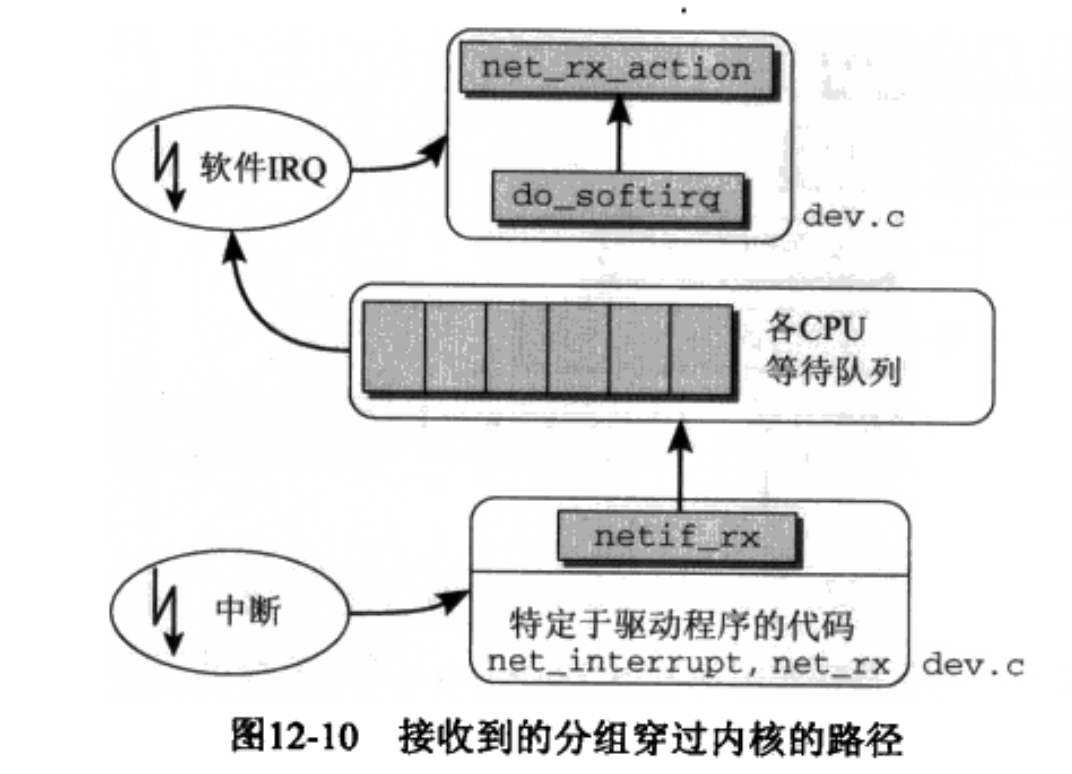 net_rx_action
软件IRQ
do_softirq
dev.c
各CPU
等待队列
netif_rx
中断
特定于驱动程序的代码
net_interrupt, net_rx
dev.c
图12-10 接收到的分组穿过内核的路径